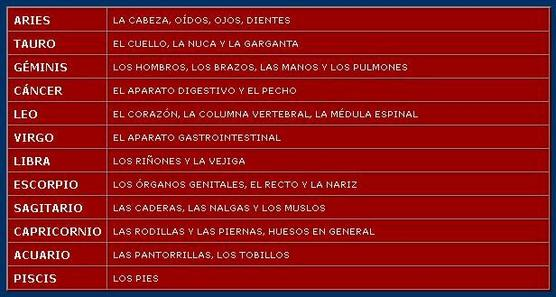 ARIES LA CABEZA, OÍDOS, OJOS, DIENTES
TAURO EL CUELLO, LA NUCA Y LA GARGANTA
GÉMINIS LOS HOMBROS, LOS BRAZOS, LAS MANOS Y LOS PULMONES
CÁNCER EL APARATO DIGESTIVO Y EL PECHO
LEO EL CORAZÓN, LA COLUMNA VERTEBRAL, LA MÉDULA ESPINAL
VIRGO EL APARATO GASTROINTESTINAL
LIBRA LOS RIÑONES Y LA VEJIGA
ESCORPIO LOS ÓRGANOS GENITALES, EL RECTO Y LA NARIZ
SAGITARIO LAS CADERAS, LAS NALGAS Y LOS MUSLOS
CAPRICORNIO LAS RODILLAS Y LAS PIERNAS, HUESOS EN GENERAL
ACUARIO LAS PANTORRILLAS, LOS TOBILLOS
PISCIS LOS PIES